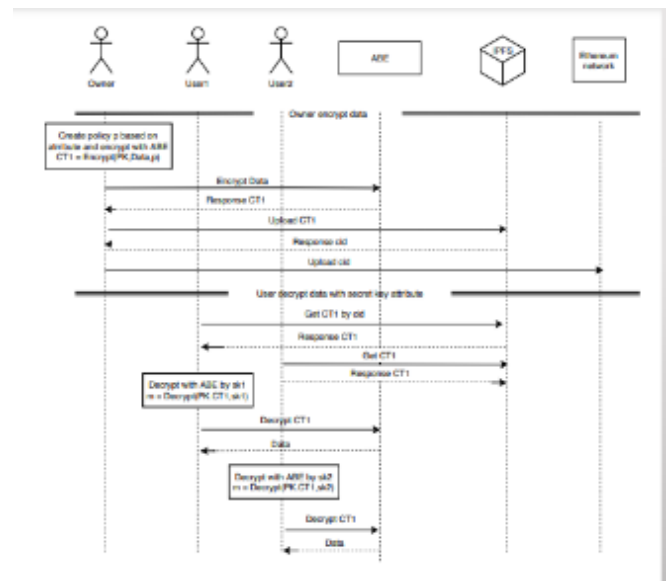 Owner
User1
User2
ABE
IPFS
Ethereum
network
Owner encrypt data
Create policy p based on
attribute and encrypt with ABE
CT1 = Encrypt(PK,Data,p)
Encrypt Data
Response CT1
Upload CT1
Response cid
Upload cid
User decrypt data with secret key attribute
Get CT1 by cid
Response CT1
Get CT1
Response CT1
Decrypt with ABE by sk1
m = Decrypt(PK,CT1,sk1)
Decrypt CT1
Data
Decrypt with ABE by sk2
m = Decrypt(PK,CT1,sk2)
Decrypt CT1
Data